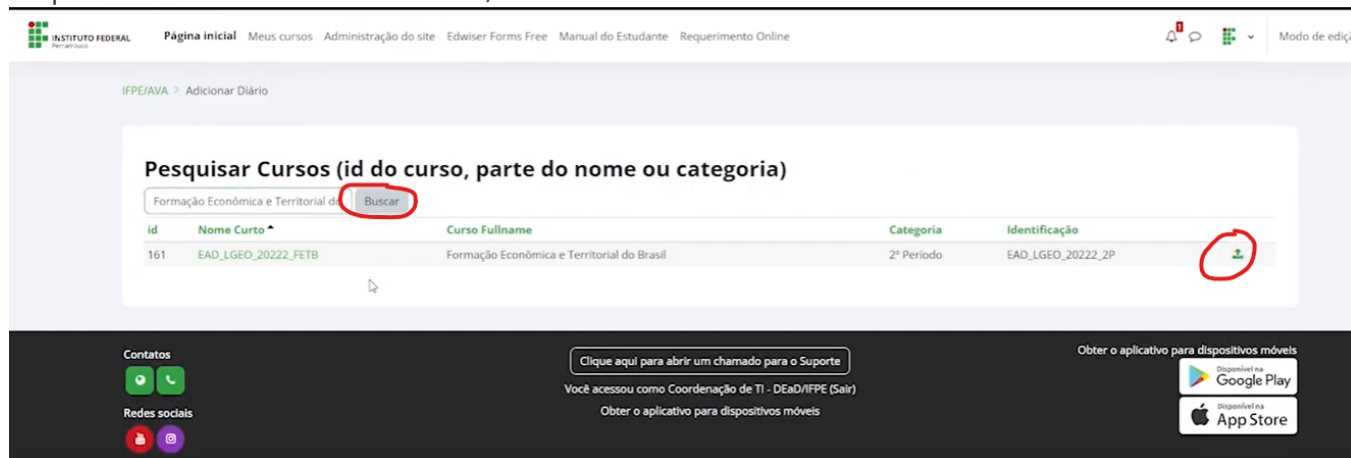 INSTITUTO FEDERAL
Pernambuco
Página inicial Meus cursos Administração do site Edwiser Forms Free Manual do Estudante Requerimento Online
1
Modo de ediç
IFPE/AVA > Adicionar Diário
Pesquisar Cursos (id do curso, parte do nome ou categoria)
Formação Econômica e Territorial do Buscar
id Nome Curto Curso Fullname Categoria Identificação
161 EAD_LGEO_20222_FETB Formação Econômica e Territorial do Brasil 2º Período EAD_LGEO_20222_2P
Contatos
Redes sociais
Clique aqui para abrir um chamado para o Suporte
Você acessou como Coordenação de TI - DEaD/IFPE (Sair)
Obter o aplicativo para dispositivos móveis
Obter o aplicativo para dispositivos móveis
Disponível na
Google Play
Disponível na
App Store